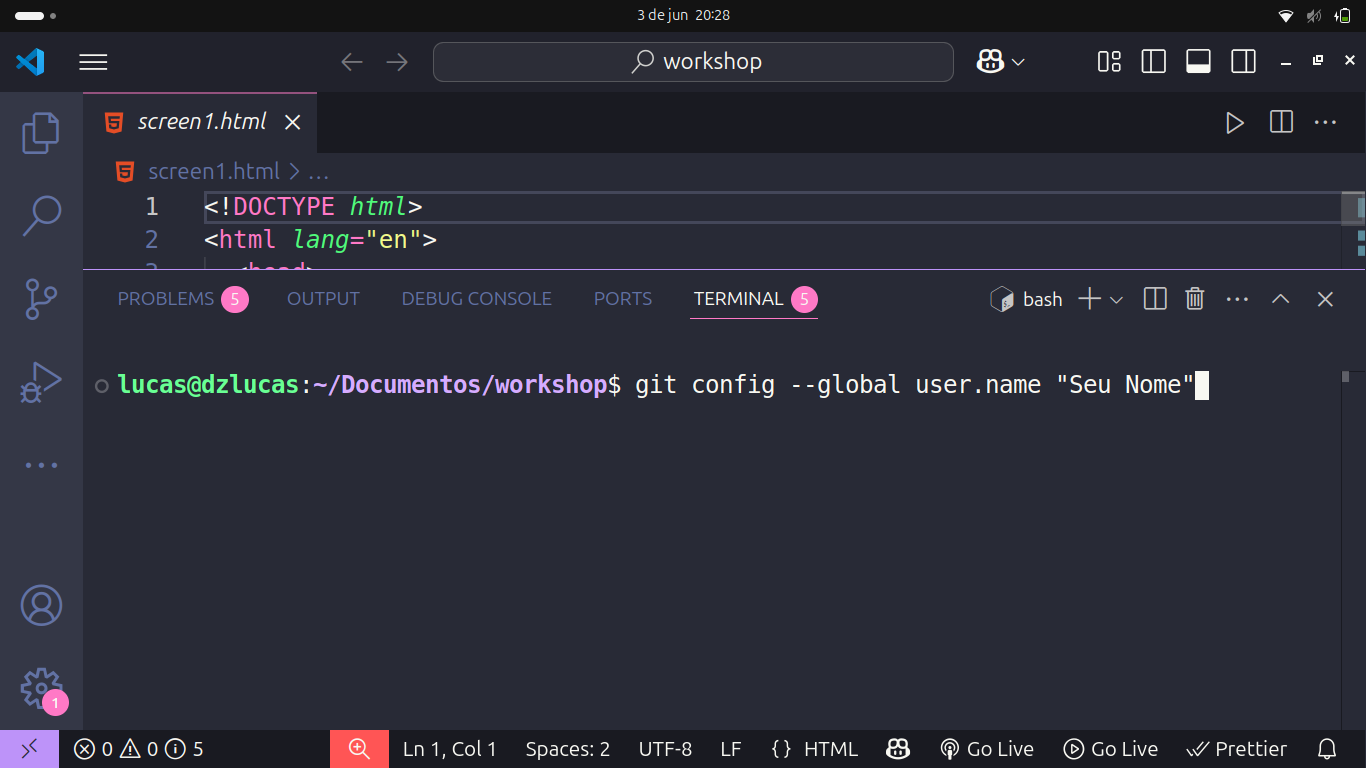 3 de jun 20:28
workshop
screen1.html
screen1.html > ...
1 <!DOCTYPE html>
2 <html lang="en">
3 <head>
PROBLEMS 5 OUTPUT DEBUG CONSOLE PORTS TERMINAL 5 bash
lucas@dzlucas:~/Documentos/workshop$ git config --global user.name "Seu Nome"
1
0 0 5 Ln 1, Col 1 Spaces: 2 UTF-8 LF {} HTML Go Live Go Live Prettier